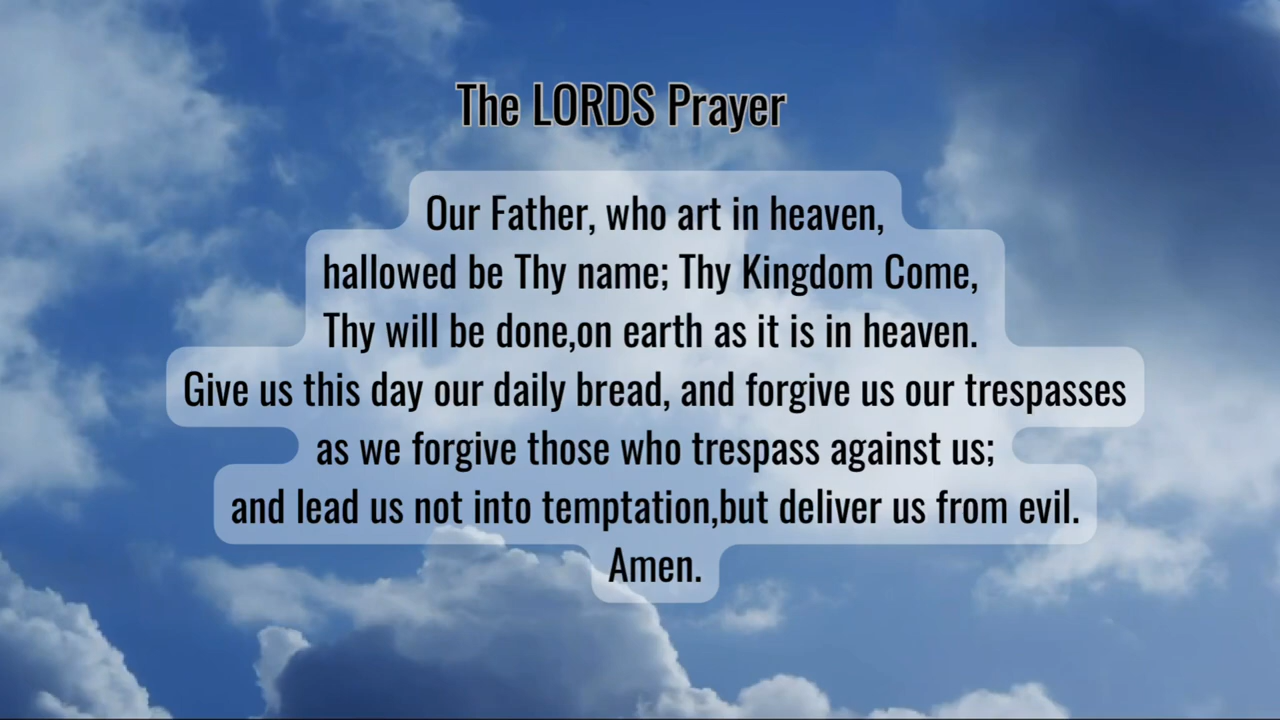 The LORDS Prayer
Our Father, who art in heaven,
hallowed be Thy name; Thy Kingdom Come,
Thy will be done,on earth as it is in heaven.
Give us this day our daily bread, and forgive us our trespasses
as we forgive those who trespass against us;
and lead us not into temptation,but deliver us from evil.
Amen.